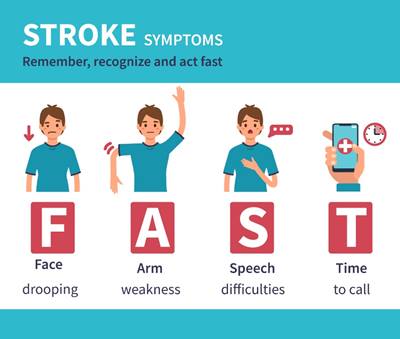 STROKE SYMPTOMS
Remember, recognize and act fast
F A S T
Face
drooping
Arm
weakness
Speech
difficulties
Time
to call